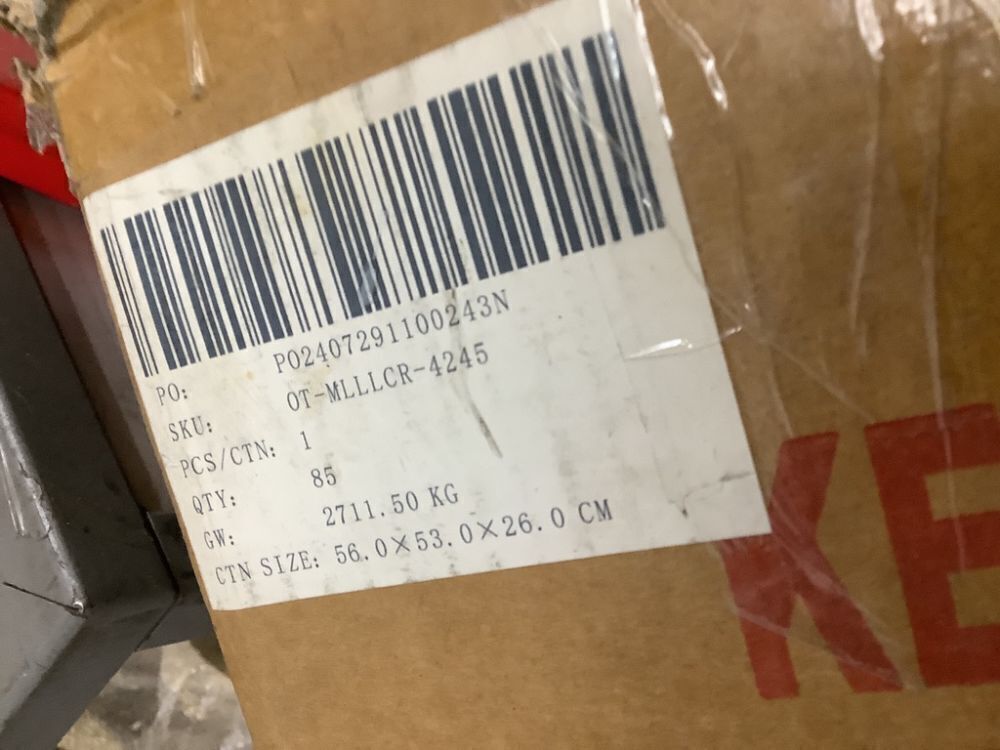 PO: PO2407291100243N
SKU: OT-MLLLCR-4245
PCS/CTN: 1
QTY: 85
GW: 2711.50 KG
CTN SIZE: 56.0×53.0×26.0 CM
KE